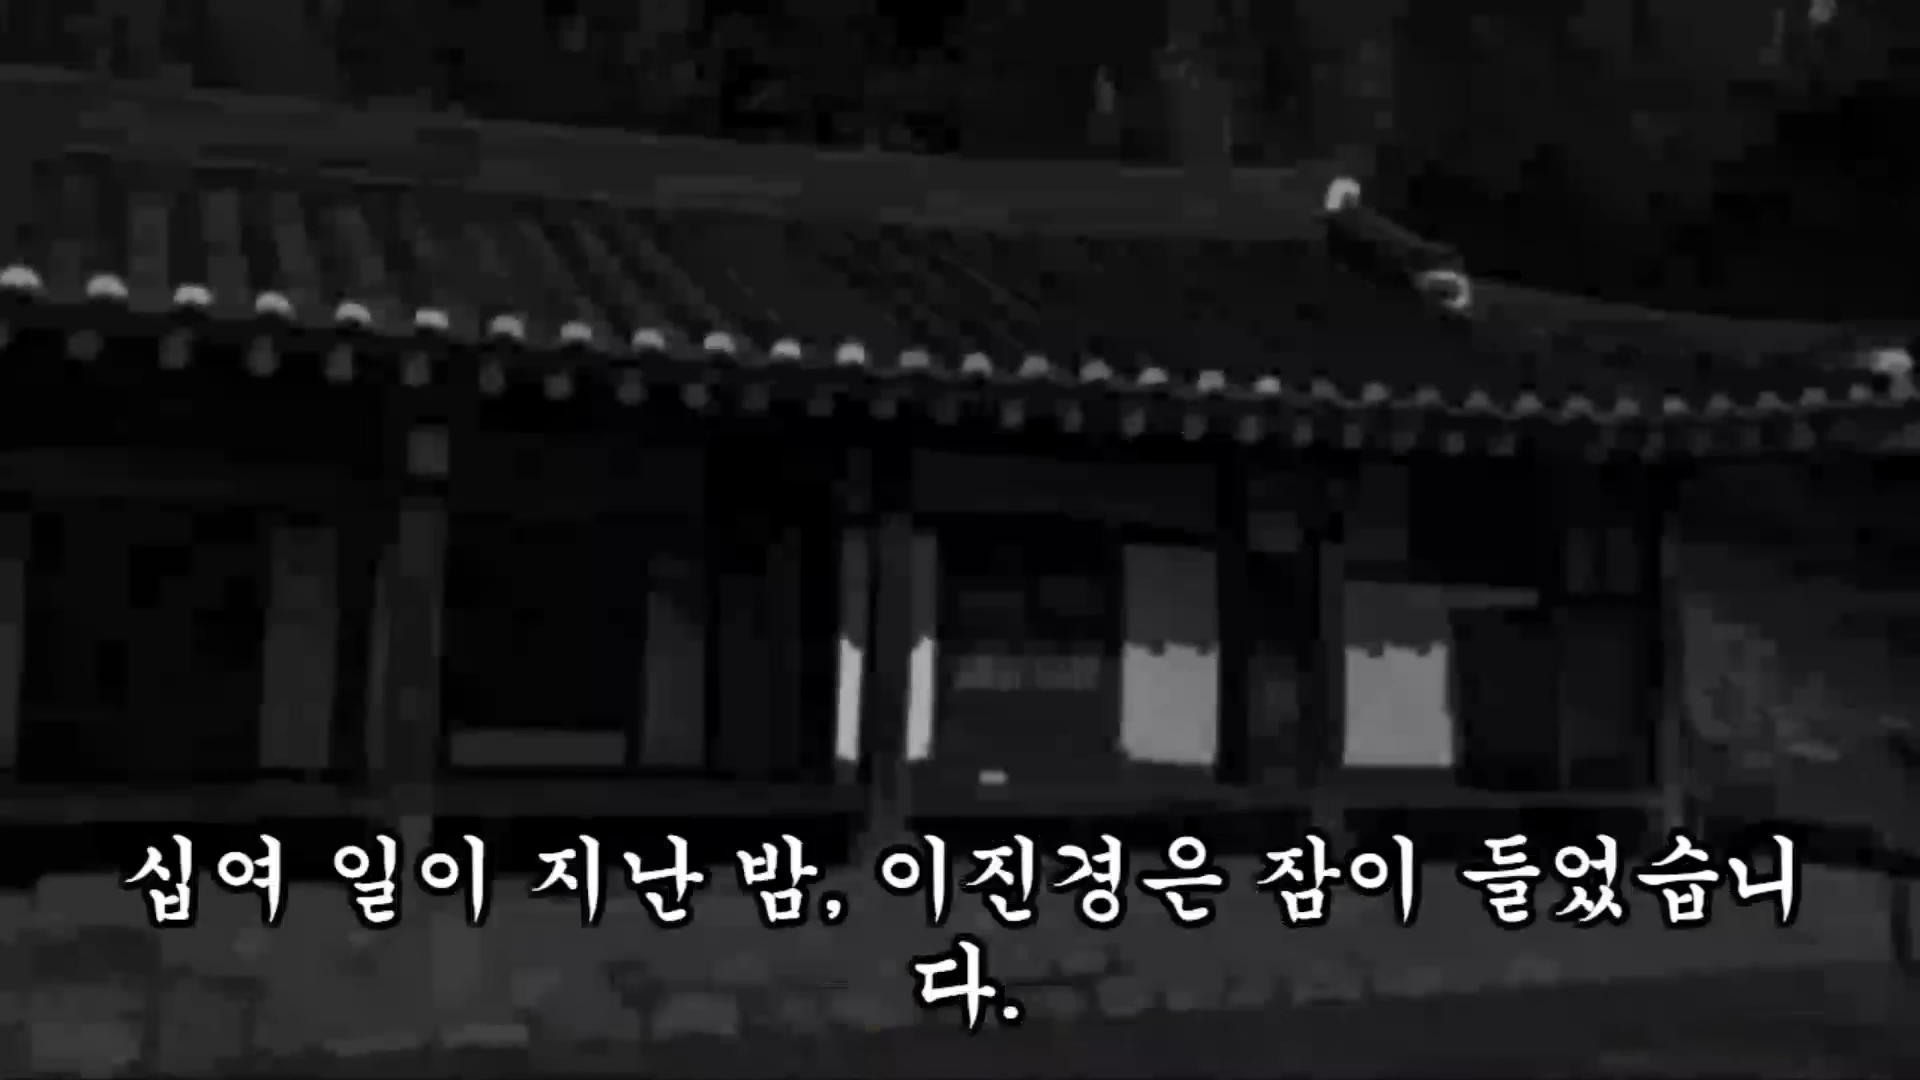 십여 일이 지난 밤, 이진경은 잠이 들었습니
다.